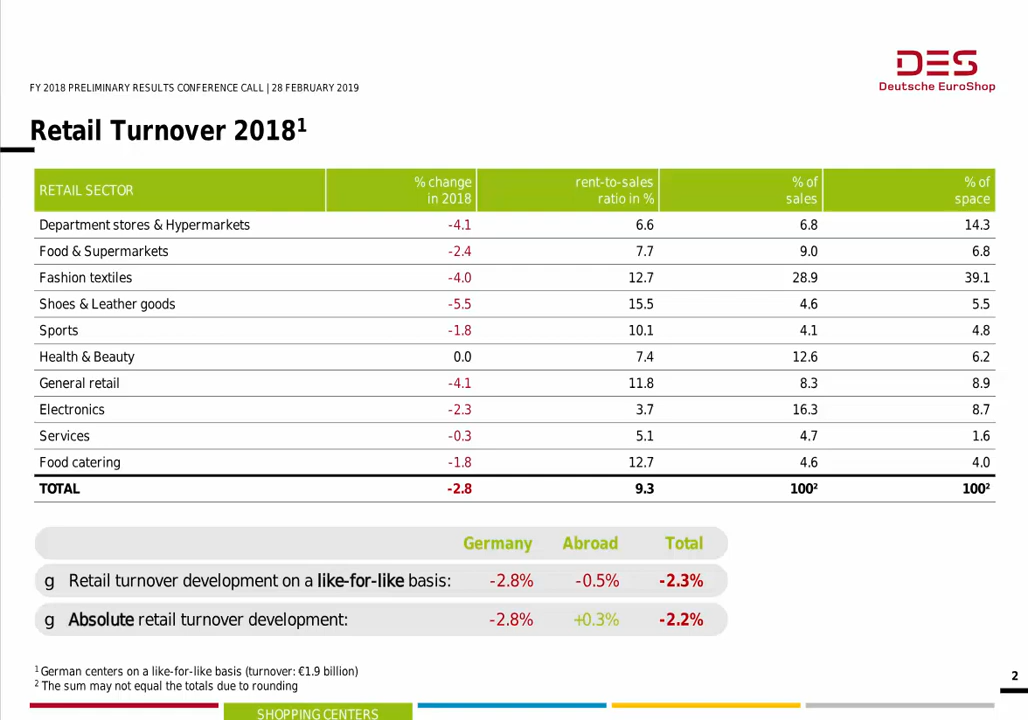 DES
Deutsche EuroShop
FY 2018 PRELIMINARY RESULTS CONFERENCE CALL | 28 FEBRUARY 2019
Retail Turnover 2018¹
RETAIL SECTOR % change in 2018 rent-to-sales ratio in % % of sales % of space
Department stores & Hypermarkets -4.1 6.6 6.8 14.3
Food & Supermarkets -2.4 7.7 9.0 6.8
Fashion textiles -4.0 12.7 28.9 39.1
Shoes & Leather goods -5.5 15.5 4.6 5.5
Sports -1.8 10.1 4.1 4.8
Health & Beauty 0.0 7.4 12.6 6.2
General retail -4.1 11.8 8.3 8.9
Electronics -2.3 3.7 16.3 8.7
Services -0.3 5.1 4.7 1.6
Food catering -1.8 12.7 4.6 4.0
TOTAL -2.8 9.3 100² 100²
Germany Abroad Total
g Retail turnover development on a like-for-like basis: -2.8% -0.5% -2.3%
g Absolute retail turnover development: -2.8% +0.3% -2.2%
¹ German centers on a like-for-like basis (turnover: €1.9 billion)
² The sum may not equal the totals due to rounding
2
SHOPPING CENTERS